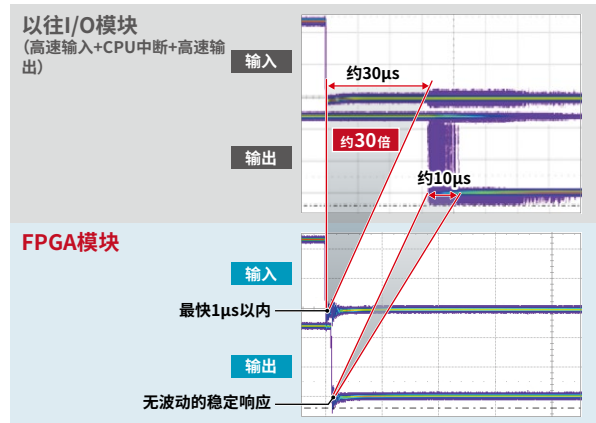 以往I/O模块
（高速输入+CPU中断+高速输
出）
输入
约30μs
约30倍
输出
约10μs
FPGA模块
输入
最快1μs以内
输出
无波动的稳定响应